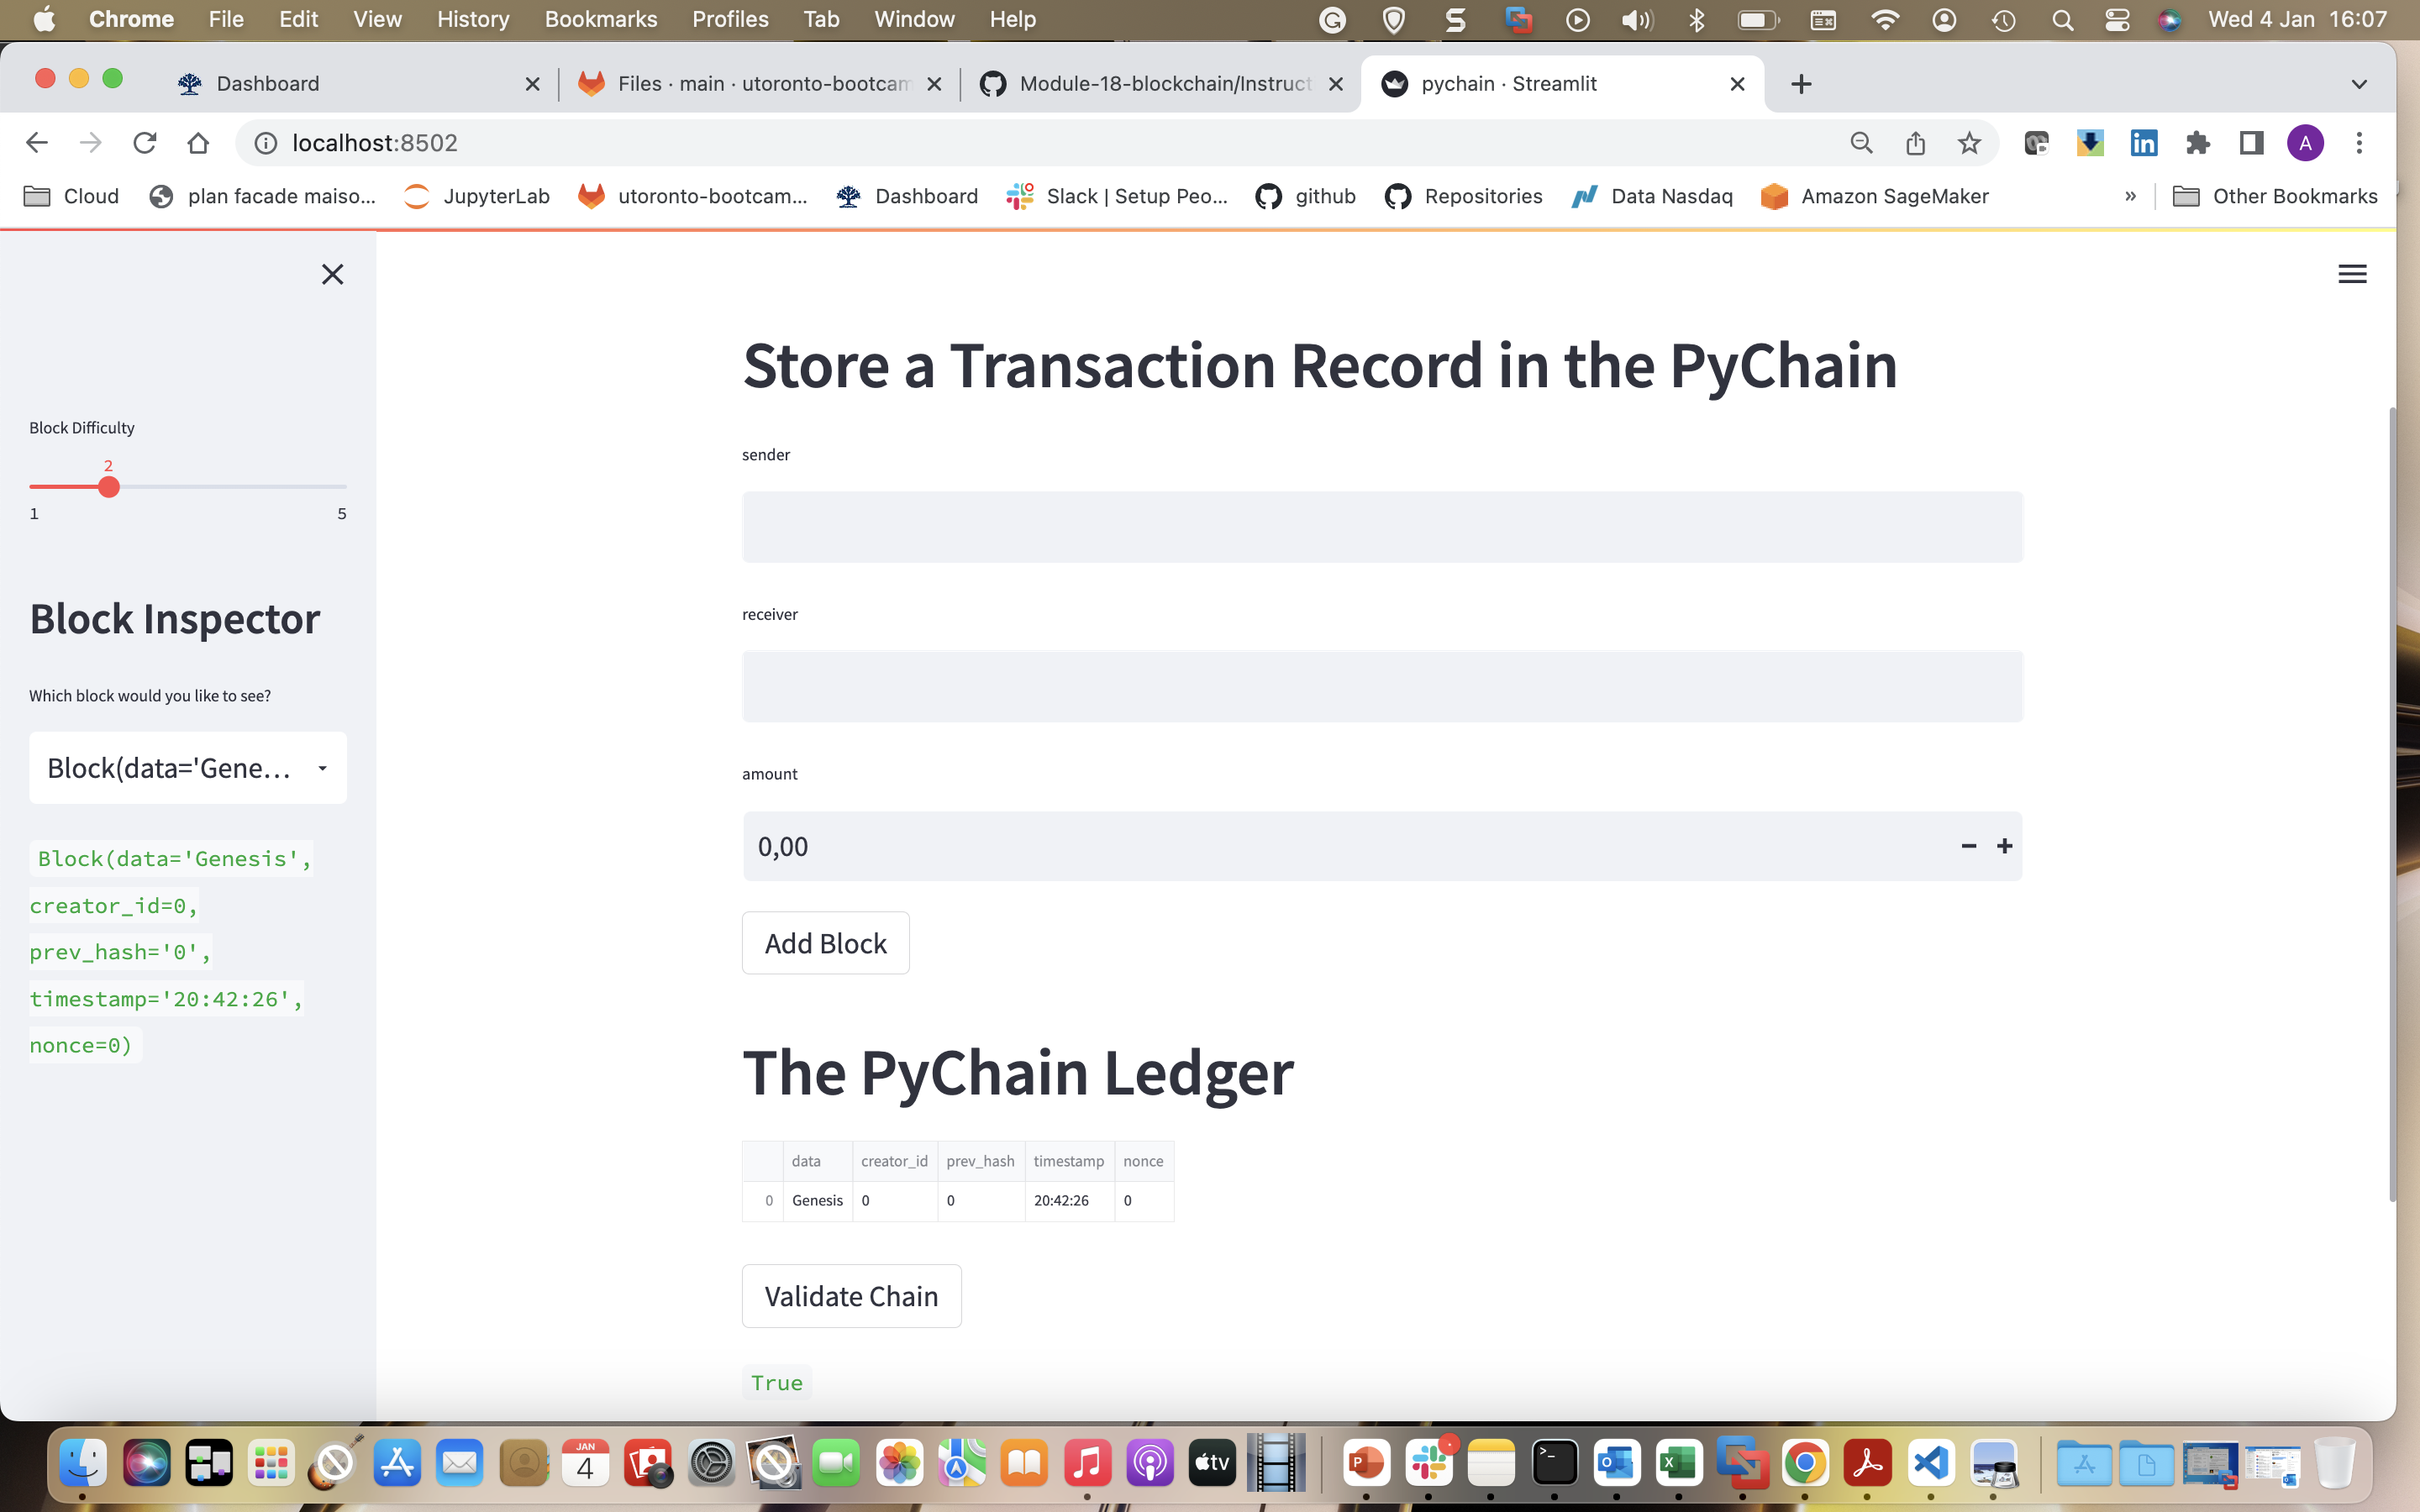 Chrome File Edit View History Bookmarks Profiles Tab Window Help Wed 4 Jan 16:07
Dashboard Files · main · utoronto-bootcam Module-18-blockchain/Instruct pychain · Streamlit
localhost:8502 A
Cloud plan facade maiso... JupyterLab utoronto-bootcam... Dashboard Slack | Setup Peo... github Repositories Data Nasdaq Amazon SageMaker » Other Bookmarks
Block Difficulty
2
1 5
Block Inspector
Which block would you like to see?
Block(data='Gene...
Block(data='Genesis',
creator_id=0,
prev_hash='0',
timestamp='20:42:26',
nonce=0)
Store a Transaction Record in the PyChain
sender
receiver
amount
0,00
Add Block
The PyChain Ledger
data creator_id prev_hash timestamp nonce
0 Genesis 0 0 20:42:26 0
Validate Chain
True
JAN
4
tv